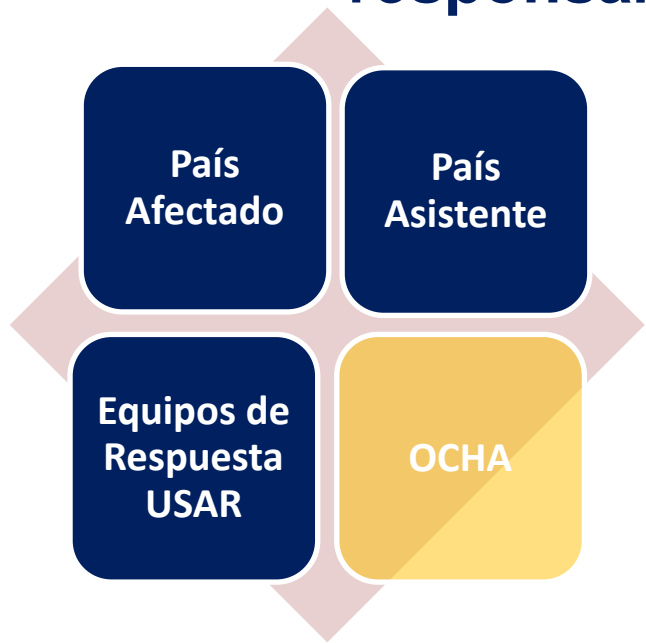 País
Afectado
País
Asistente
Equipos de
Respuesta
USAR
OCHA